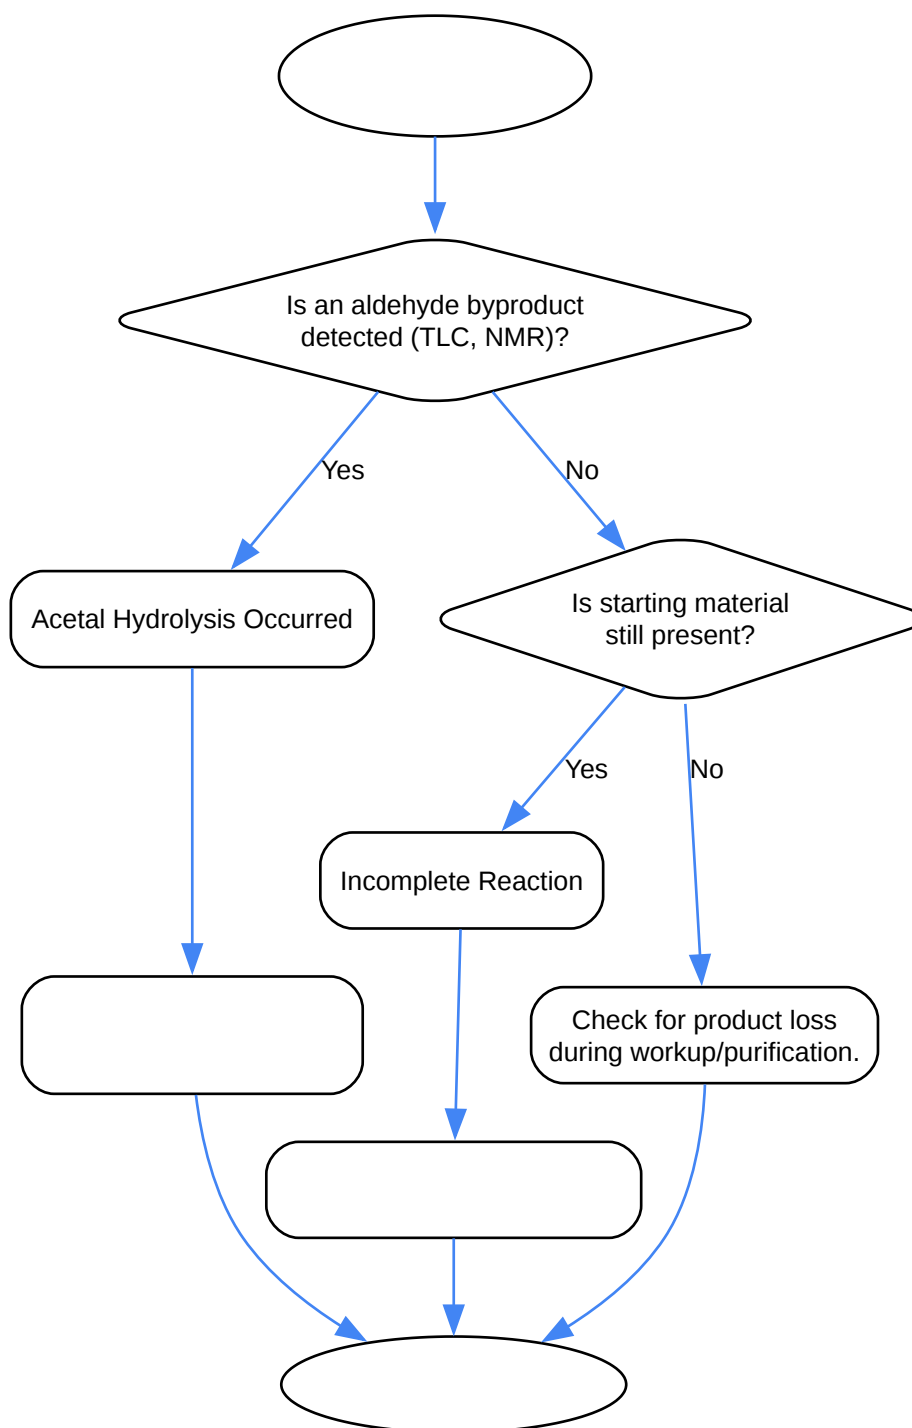 Is an aldehyde byproduct
detected (TLC, NMR)?
Yes
No
Acetal Hydrolysis Occurred
Is starting material
still present?
Yes
No
Incomplete Reaction
Check for product loss
during workup/purification.